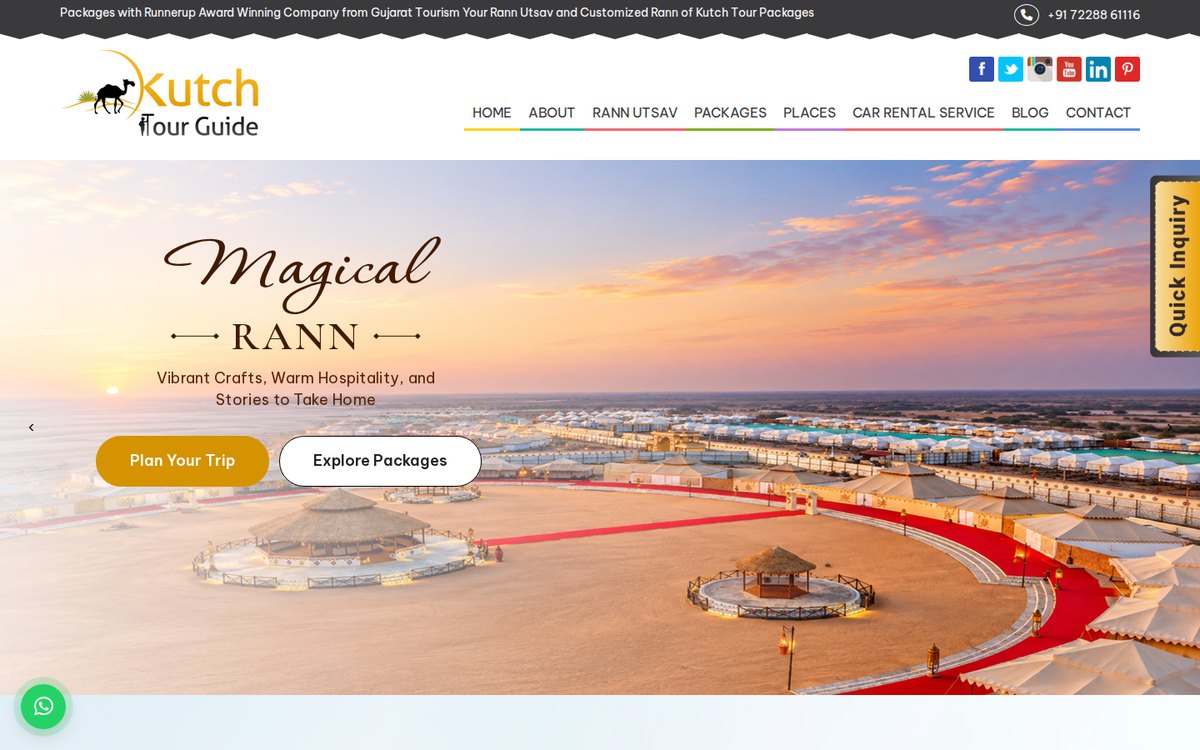 Packages with Runnerup Award Winning Company from Gujarat Tourism Your Rann Utsav and Customized Rann of Kutch Tour Packages
+91 72288 61116
Kutch
Tour Guide
HOME ABOUT RANN UTSAV PACKAGES PLACES CAR RENTAL SERVICE BLOG CONTACT
Quick Inquiry
Magical
RANN
Vibrant Crafts, Warm Hospitality, and
Stories to Take Home
Plan Your Trip Explore Packages